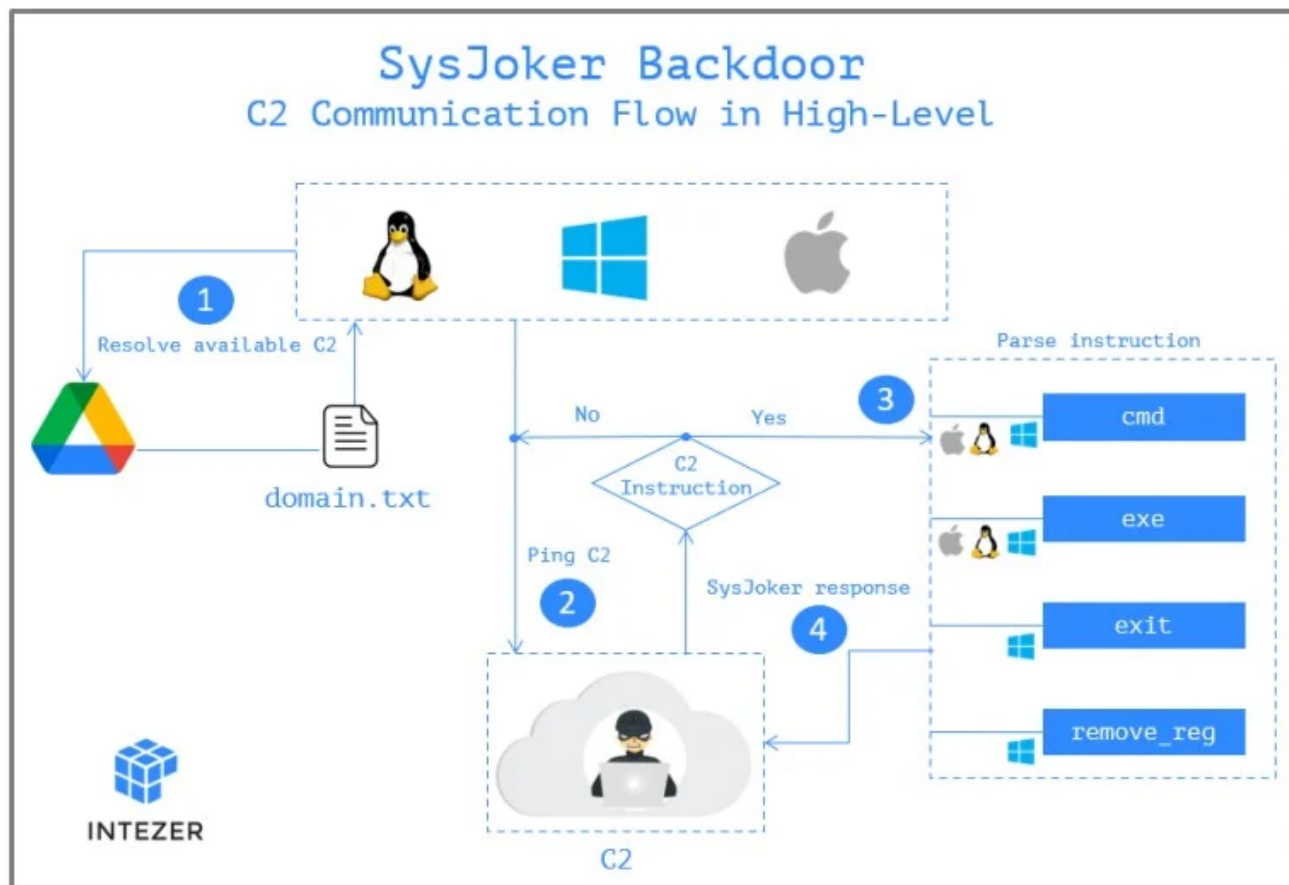 SysJoker Backdoor
C2 Communication Flow in High-Level
1
Resolve available C2
domain.txt
No
Yes
3
C2
Instruction
Ping C2
2
SysJoker response
4
C2
Parse instruction
cmd
exe
exit
remove_reg
INTEZER